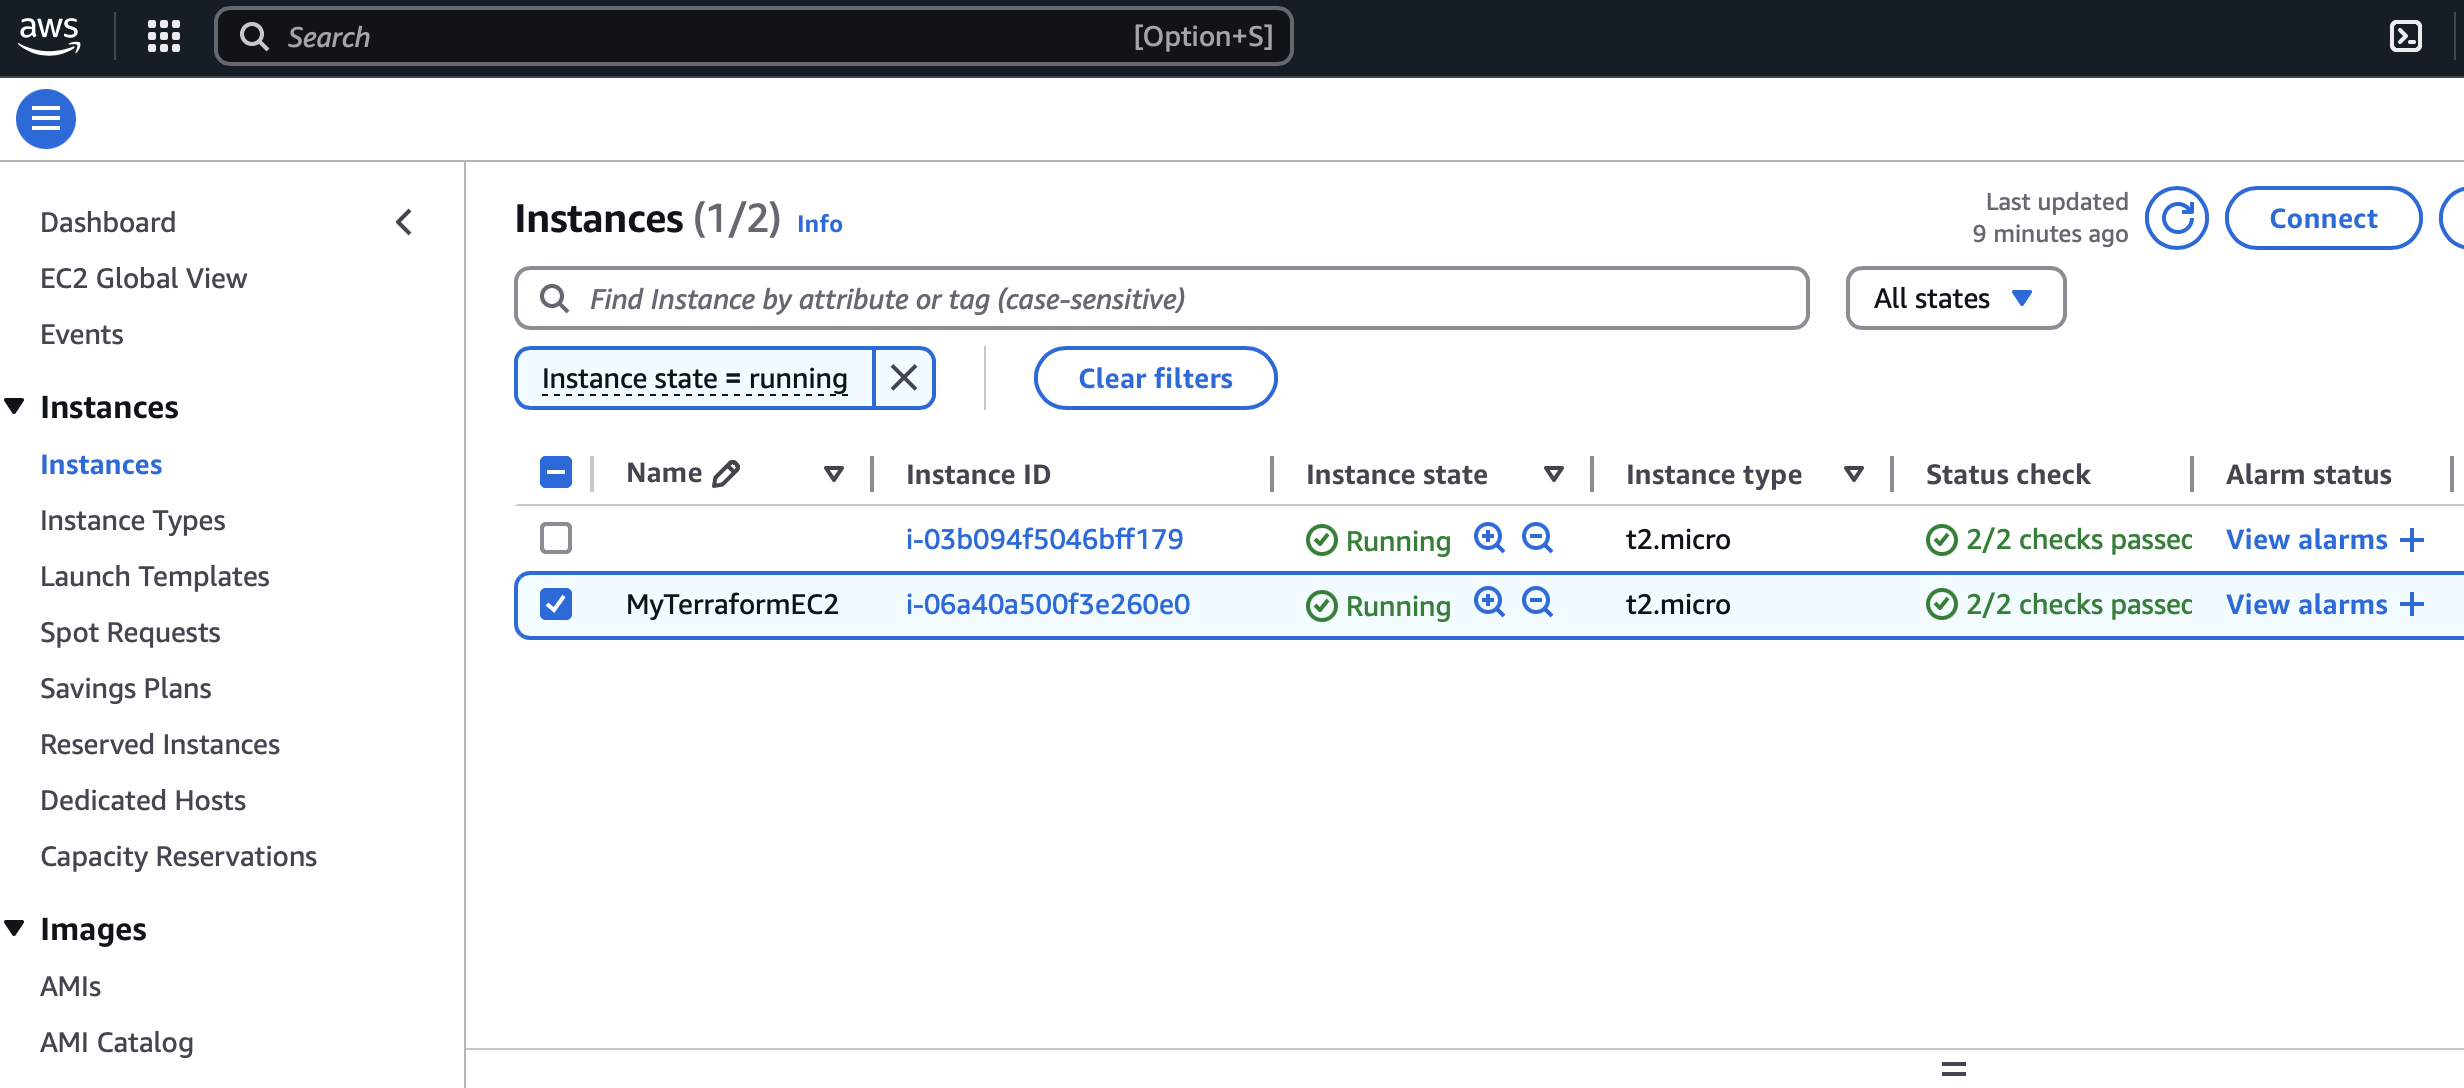 aws
Search [Option+S]
Dashboard
EC2 Global View
Events
Instances
Instances
Instance Types
Launch Templates
Spot Requests
Savings Plans
Reserved Instances
Dedicated Hosts
Capacity Reservations
Images
AMIs
AMI Catalog
Instances (1/2) Info
Last updated
9 minutes ago
Connect
Find Instance by attribute or tag (case-sensitive)
All states
Instance state = running
Clear filters
Name Instance ID Instance state Instance type Status check Alarm status
i-03b094f5046bff179 Running t2.micro 2/2 checks passed View alarms +
MyTerraformEC2 i-06a40a500f3e260e0 Running t2.micro 2/2 checks passed View alarms +